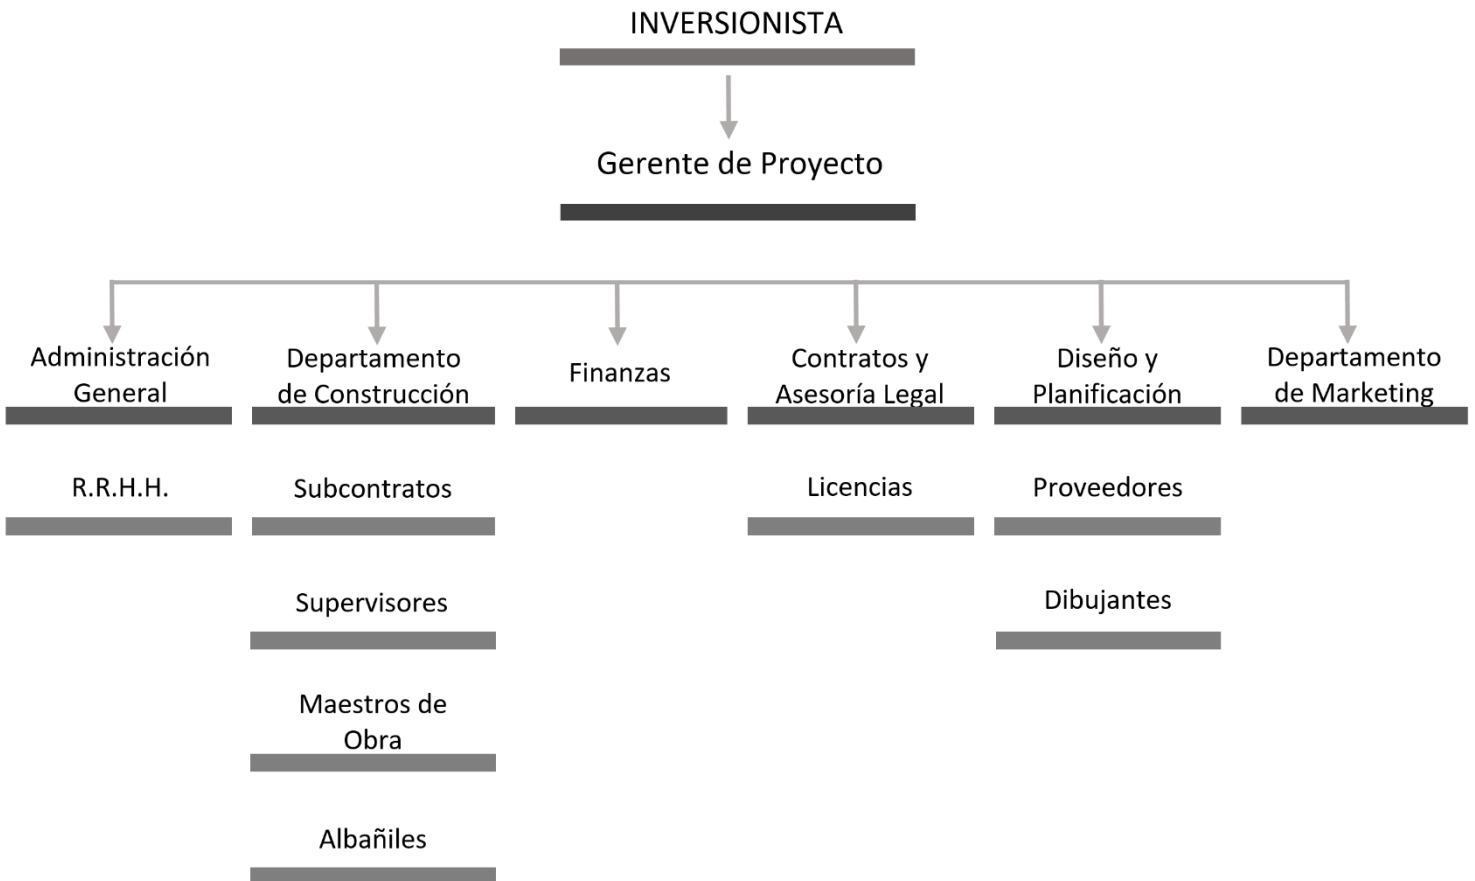 INVERSIONISTA
Gerente de Proyecto
Administración
General
Departamento
de Construcción
Finanzas
Contratos y
Asesoría Legal
Diseño y
Planificación
Departamento
de Marketing
R.R.H.H.
Subcontratos
Licencias
Proveedores
Supervisores
Dibujantes
Maestros de
Obra
Albañiles